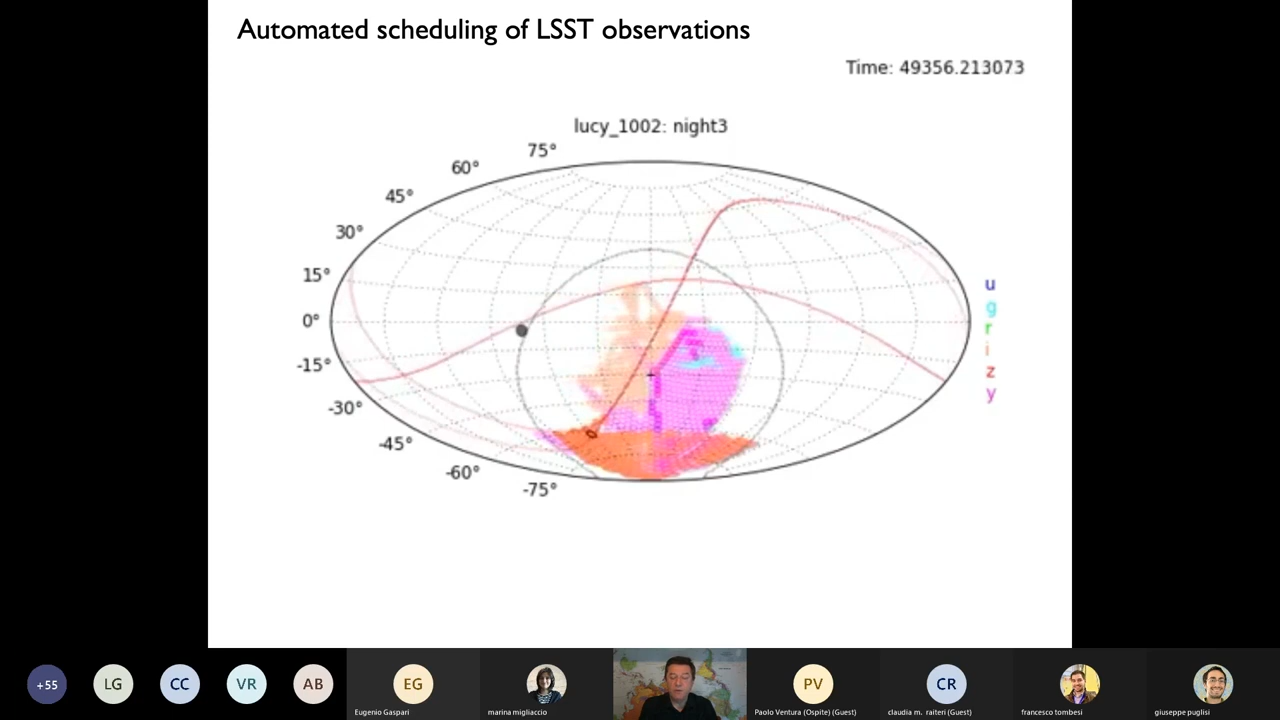 Automated scheduling of LSST observations
Time: 49356.213073
lucy_1002: night3
75°
60°
45°
30°
15°
0°
-15°
-30°
-45°
-60°
-75°
u
g
r
i
z
y
+55
LG
CC
VR
AB
EG
PV
CR
Eugenio Gaspari
marina migliaccio
Paolo Ventura (Ospite) (Guest)
claudia m. raiteri (Guest)
francesco tombesi
giuseppe puglisi